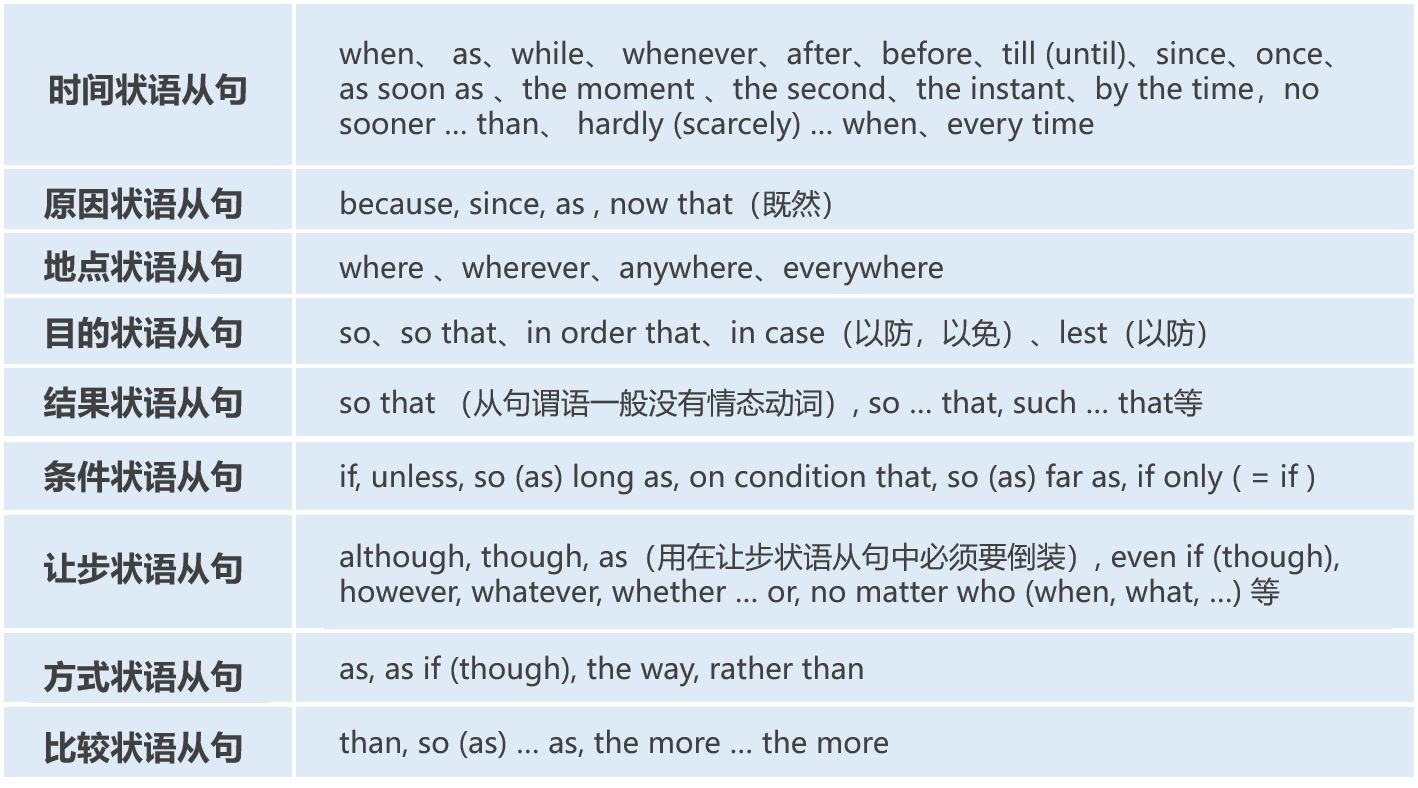 时间状语从句
when、 as、while、 whenever、after、before、till (until)、since、once、
as soon as 、the moment 、the second、the instant、by the time，no
sooner … than、 hardly (scarcely) … when、every time
原因状语从句
because, since, as , now that（既然）
地点状语从句
where 、wherever、anywhere、everywhere
目的状语从句
so、so that、in order that、in case（以防，以免）、lest（以防）
结果状语从句
so that （从句谓语一般没有情态动词）, so … that, such … that等
条件状语从句
if, unless, so (as) long as, on condition that, so (as) far as, if only ( = if )
让步状语从句
although, though, as（用在让步状语从句中必须要倒装）, even if (though),
however, whatever, whether … or, no matter who (when, what, …) 等
方式状语从句
as, as if (though), the way, rather than
比较状语从句
than, so (as) … as, the more … the more